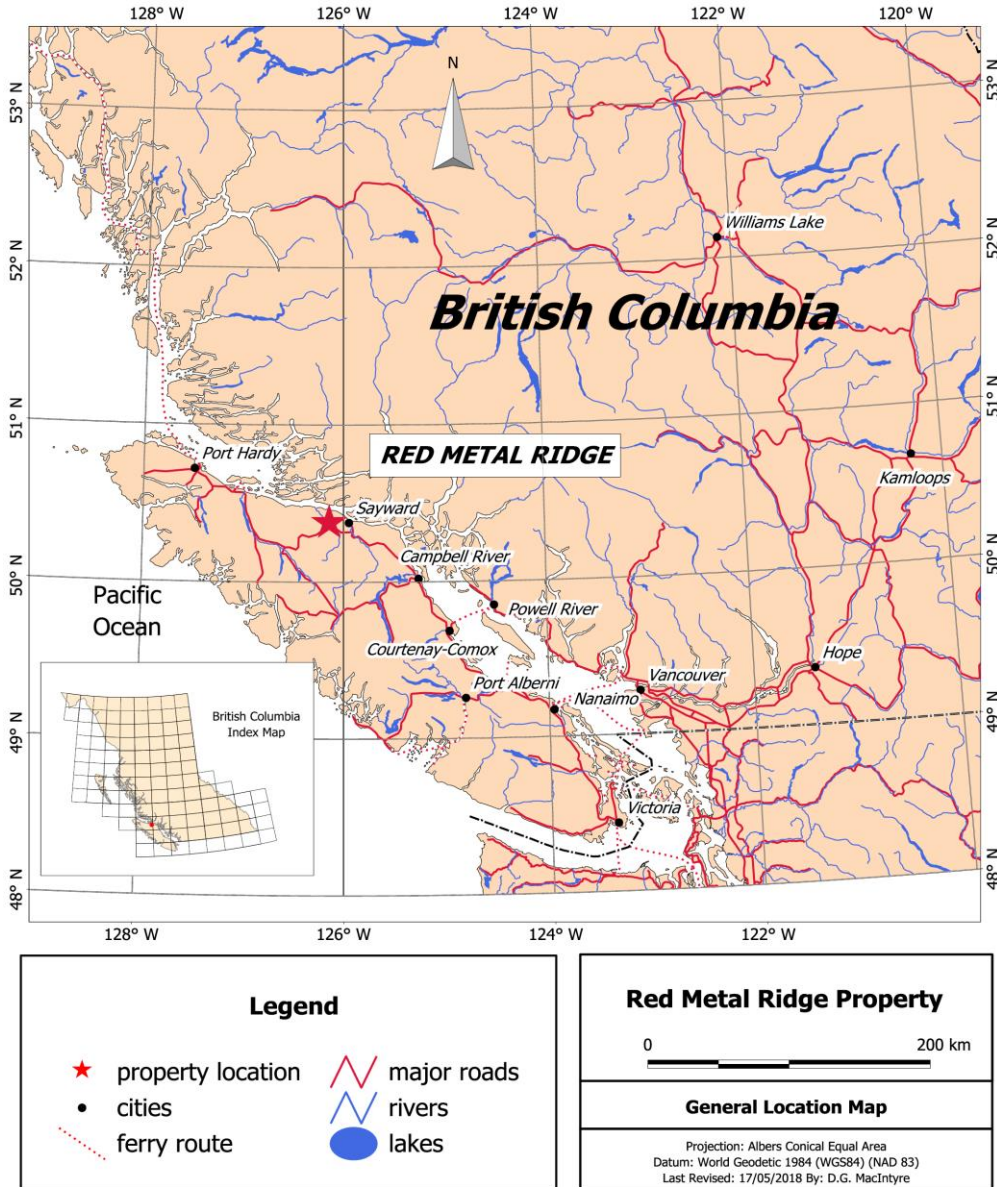 128° W
126° W
124° W
122° W
120° W
53° N
53° N
N
Williams Lake
52° N
52° N
British Columbia
51° N
51° N
Port Hardy
RED METAL RIDGE
Kamloops
Sayward
50° N
50° N
Campbell River
Pacific
Ocean
Powell River
Courtenay-Comox
Hope
Port Alberni
Vancouver
Nanaimo
49° N
49° N
British Columbia
Index Map
Victoria
48° N
48° N
128° W
126° W
124° W
122° W
Legend
property location
major roads
cities
rivers
ferry route
lakes
Red Metal Ridge Property
0
200 km
General Location Map
Projection: Albers Conical Equal Area
Datum: World Geodetic 1984 (WGS84) (NAD 83)
Last Revised: 17/05/2018 By: D.G. MacIntyre